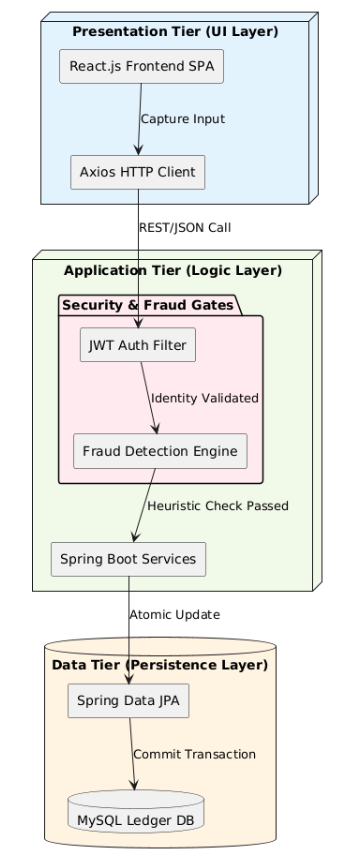 Presentation Tier (UI Layer)
React.js Frontend SPA
Capture Input
Axios HTTP Client
REST/JSON Call
Application Tier (Logic Layer)
Security & Fraud Gates
JWT Auth Filter
Identity Validated
Fraud Detection Engine
Heuristic Check Passed
Spring Boot Services
Atomic Update
Data Tier (Persistence Layer)
Spring Data JPA
Commit Transaction
MySQL Ledger DB